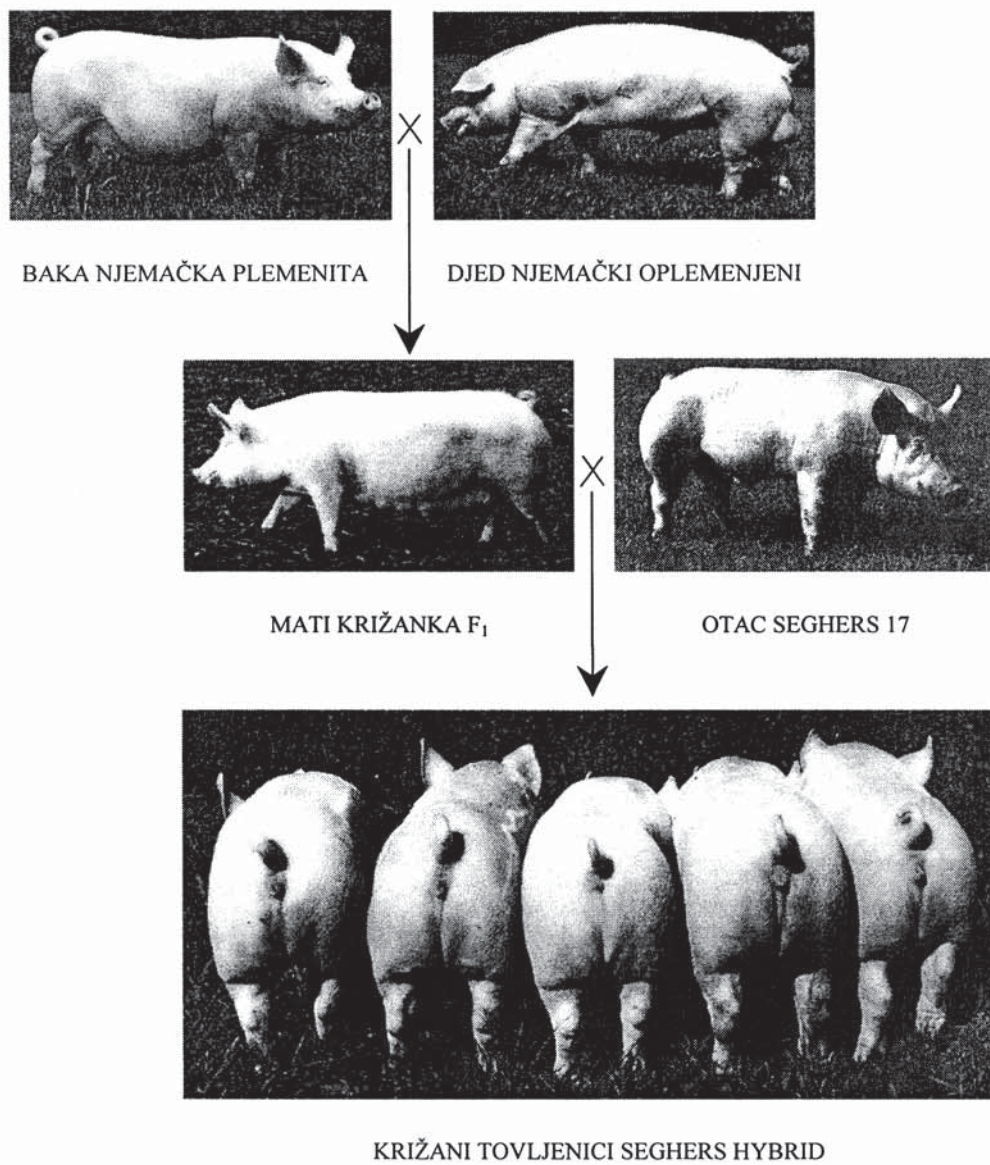 BAKA NJEMAČKA PLEMENITA
DJED NJEMAČKI OPLEMENJENI
MATI KRIŽANKA F₁
OTAC SEGHERS 17
KRIŽANI TOVLJENICI SEGHERS HYBRID